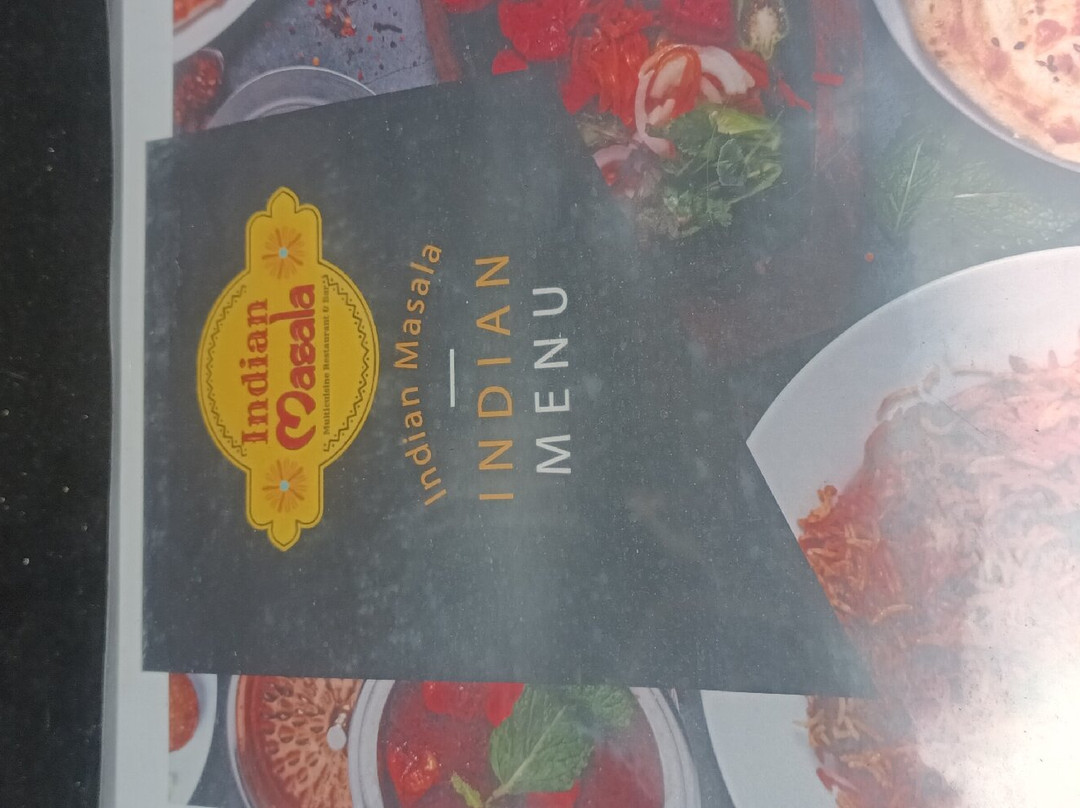 Indian
Masala
Multicuisine Restaurant & Bar
Indian Masala
INDIAN
MENU